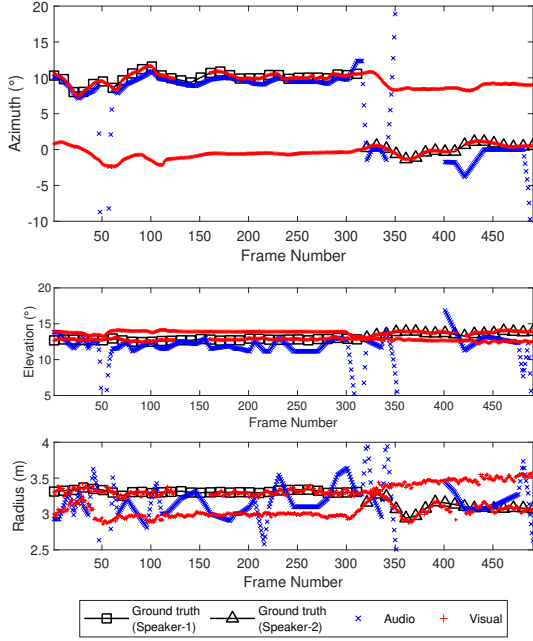 20
15
10
5
0
-5
-10
Azimuth (°)
50 100 150 200 250 300 350 400 450
Frame Number
20
15
10
5
Elevation (°)
50 100 150 200 250 300 350 400 450
Frame Number
4
3.5
3
2.5
Radius (m)
50 100 150 200 250 300 350 400 450
Frame Number
Ground truth
(Speaker-1)
Ground truth
(Speaker-2)
Audio
Visual